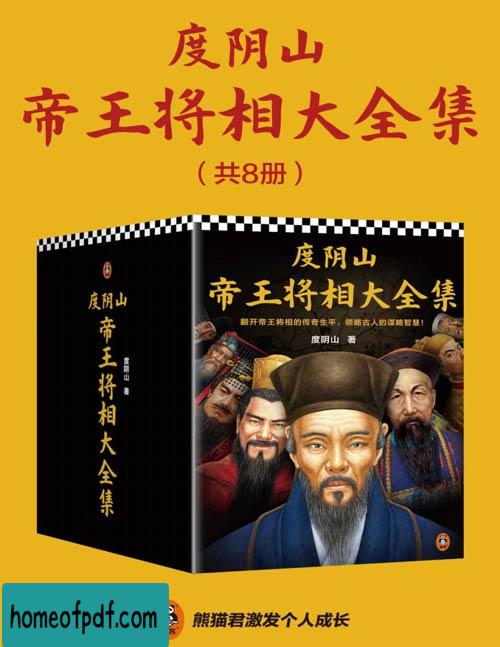 度阴山
帝王将相大全集
（共8册）
度阴山
帝王将相大全集
度阴山 著
度阴山
帝王将相大全集
翻开帝王将相的传奇生平，领略古人的谋略智慧！
度阴山 著
客
熊猫君激发个人成长
homeofpdf.com